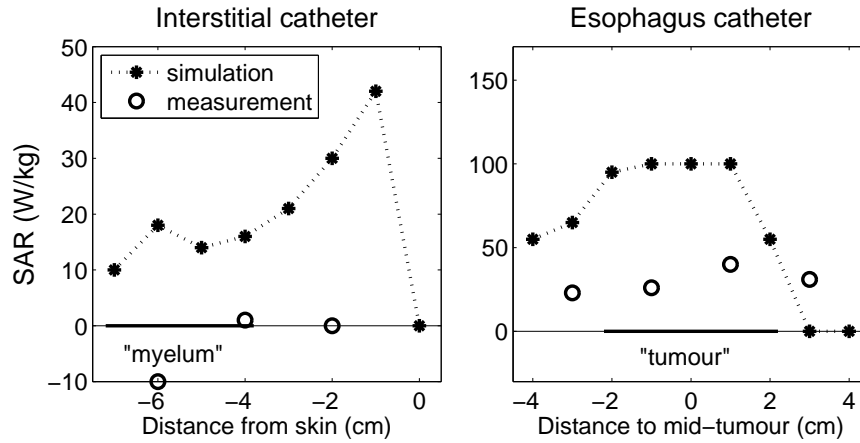 Interstitial catheter
SAR (W/kg)
50
40
30
20
10
0
−10
simulation
measurement
"myelum"
−6
−4
−2
0
Distance from skin (cm)
Esophagus catheter
150
100
50
0
"tumour"
−4
−2
0
2
4
Distance to mid−tumour (cm)